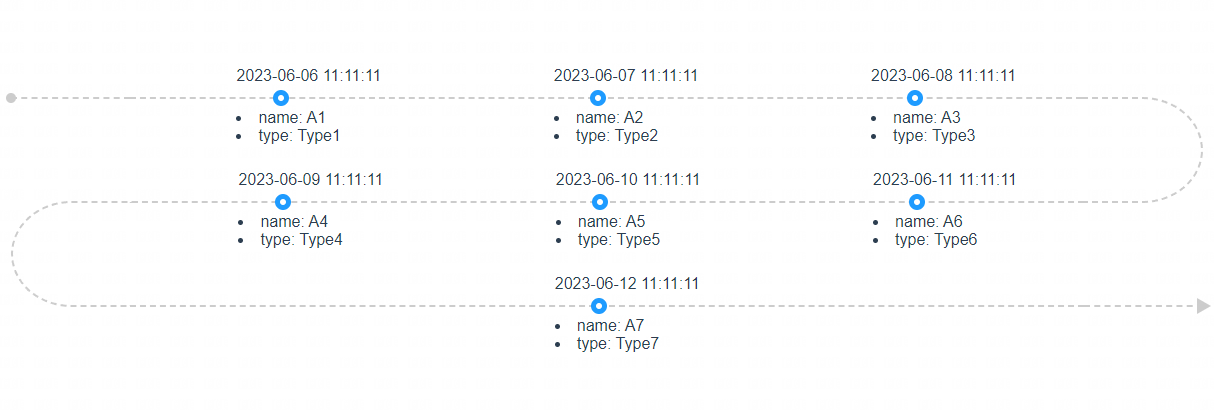 2023-06-06 11:11:11
2023-06-07 11:11:11
2023-06-08 11:11:11
• name: A1
• type: Type1
• name: A2
• type: Type2
• name: A3
• type: Type3
2023-06-09 11:11:11
2023-06-10 11:11:11
2023-06-11 11:11:11
• name: A4
• type: Type4
• name: A5
• type: Type5
• name: A6
• type: Type6
2023-06-12 11:11:11
• name: A7
• type: Type7